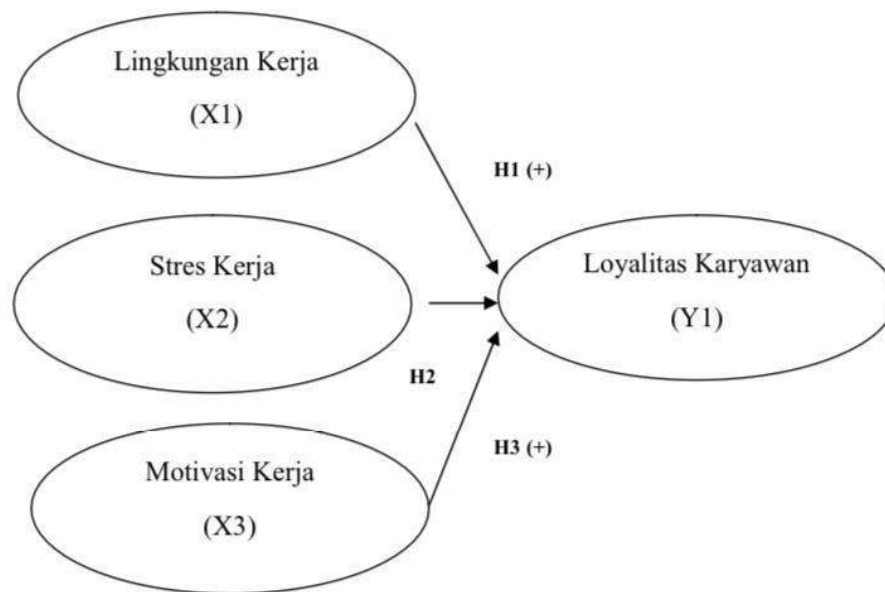 Lingkungan Kerja
(X1)
H1 (+)
Stres Kerja
(X2)
Loyalitas Karyawan
(Y1)
H2
H3 (+)
Motivasi Kerja
(X3)